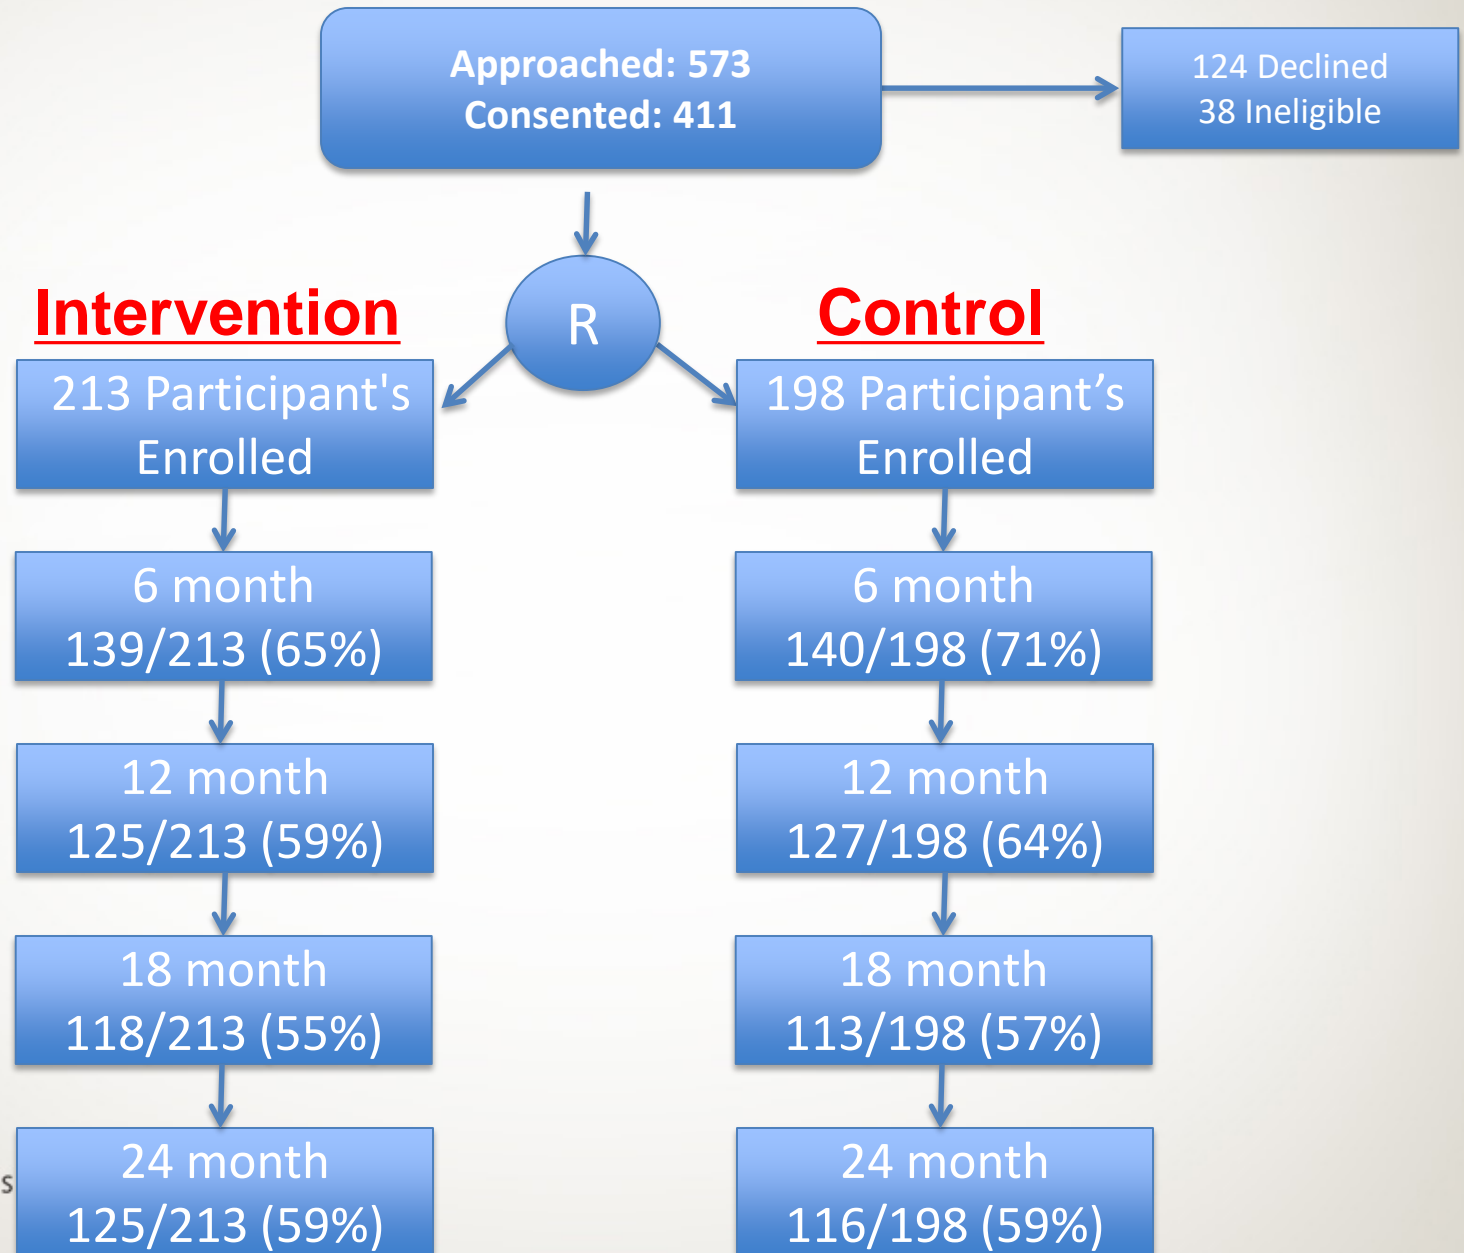 Approached: 573
Consented: 411
124 Declined
38 Ineligible
R
Intervention
Control
213 Participant's
Enrolled
198 Participant’s
Enrolled
6 month
139/213 (65%)
6 month
140/198 (71%)
12 month
125/213 (59%)
12 month
127/198 (64%)
18 month
118/213 (55%)
18 month
113/198 (57%)
s
24 month
125/213 (59%)
24 month
116/198 (59%)